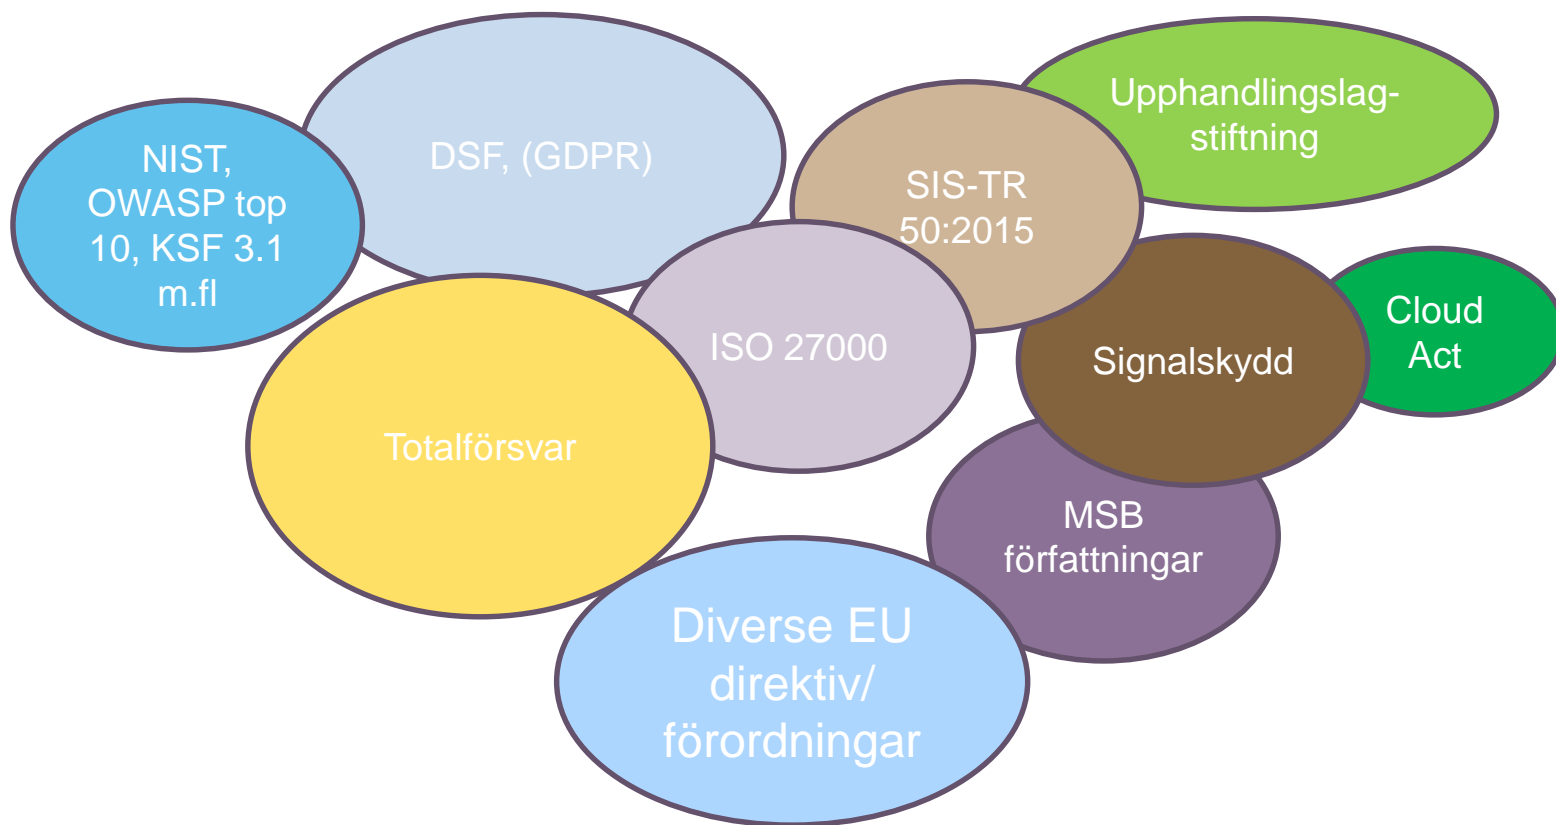 NIST,
OWASP top
10, KSF 3.1
m.fl
DSF, (GDPR)
SIS-TR
50:2015
Upphandlingslag-
stiftning
ISO 27000
Signalskydd
Cloud
Act
Totalförsvar
MSB
författningar
Diverse EU
direktiv/
förordningar